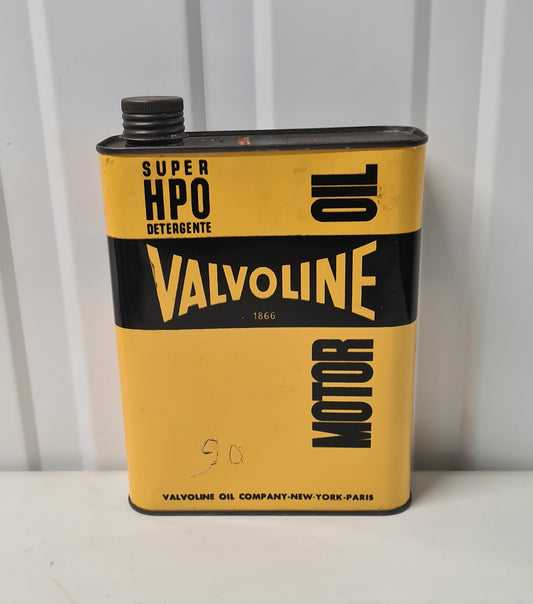 SUPER
HPO
DETERGENTE
MOTOR OIL
VALVOLINE
1866
90
VALVOLINE OIL COMPANY-NEW-YORK-PARIS